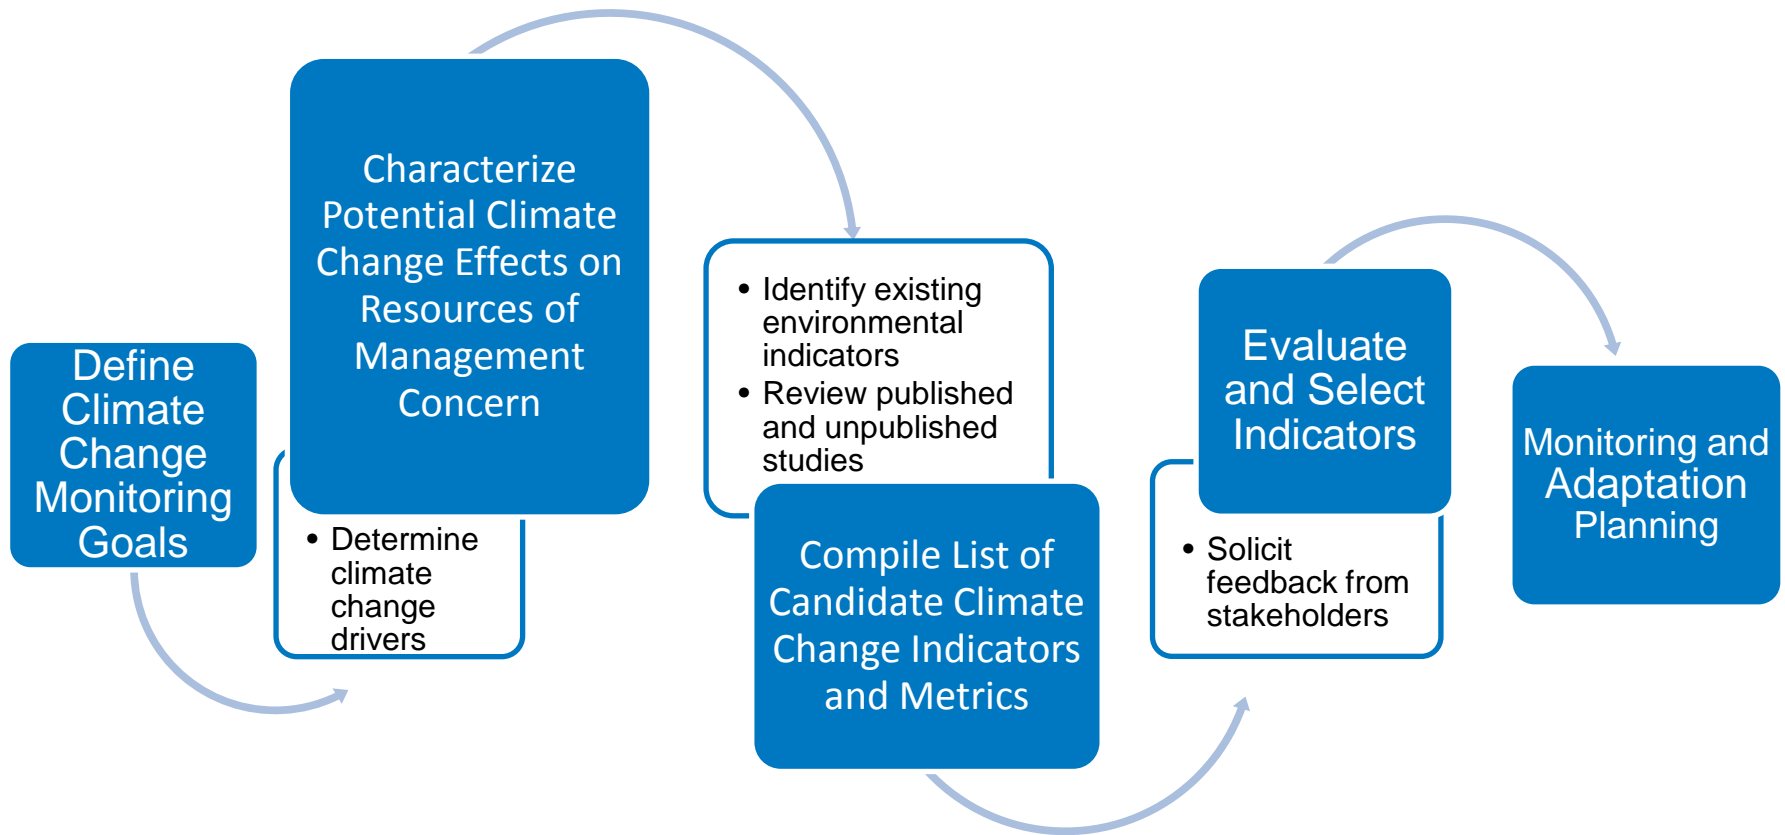 Define
Climate
Change
Monitoring
Goals
Characterize
Potential Climate
Change Effects on
Resources of
Management
Concern
• Determine
climate
change
drivers
• Identify existing
environmental
indicators
• Review published
and unpublished
studies
Compile List of
Candidate Climate
Change Indicators
and Metrics
Evaluate
and Select
Indicators
• Solicit
feedback from
stakeholders
Monitoring and
Adaptation
Planning